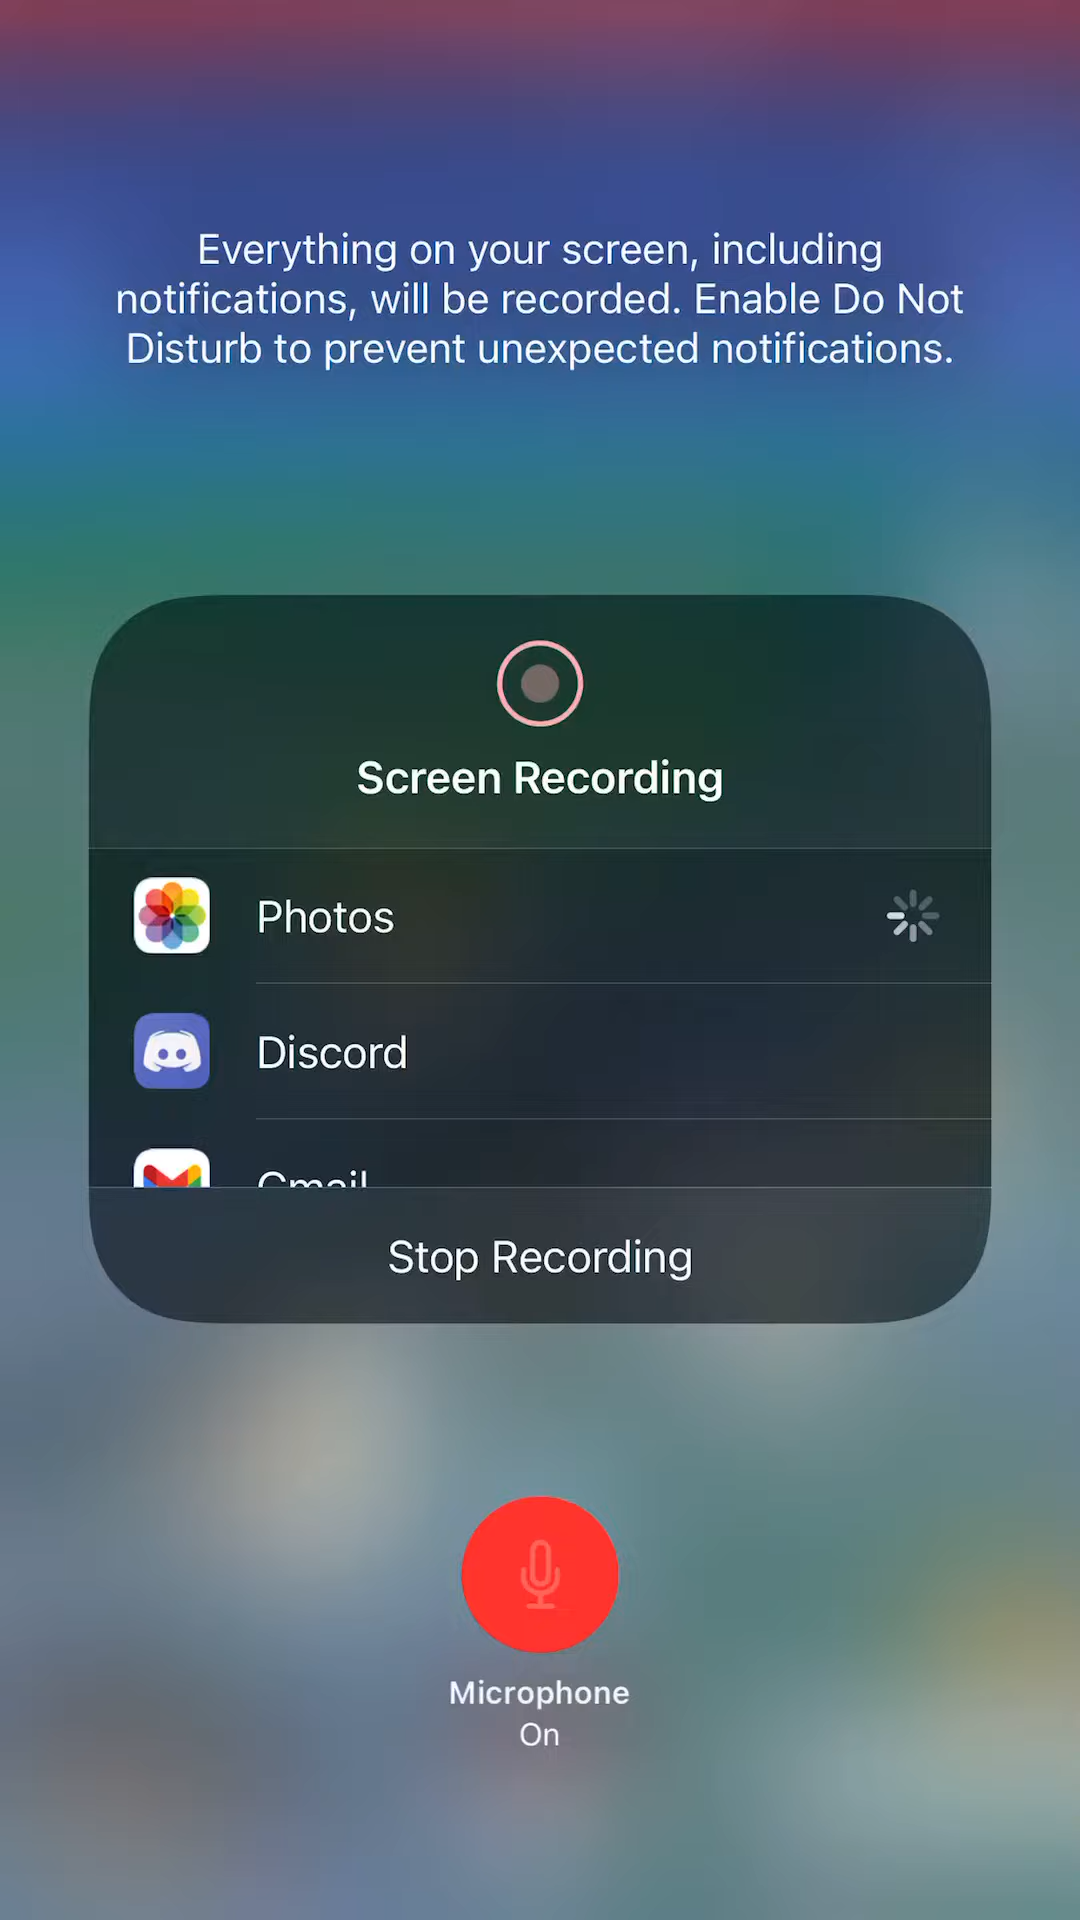 Everything on your screen, including
notifications, will be recorded. Enable Do Not
Disturb to prevent unexpected notifications.
Screen Recording
Photos
Discord
Gmail
Stop Recording
Microphone
On